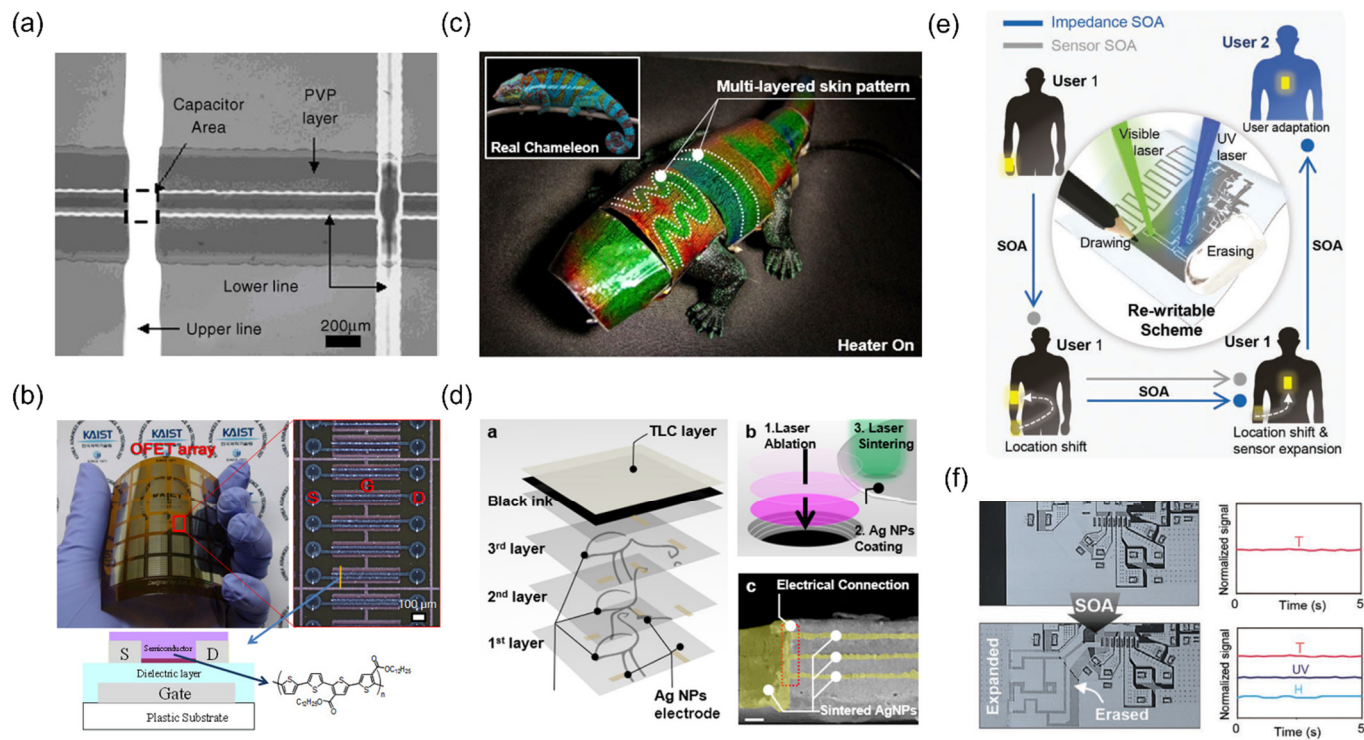 (a)
Capacitor
Area
PVP
layer
Lower line
Upper line
200μm
(b)
KAIST
KAIST
OFET array
S
G
D
100 μm
Semiconductor
S
D
Dielectric layer
Gate
Plastic Substrate
S
S
S
S
n
C₁₂H₂₅O
O
O
OC₁₂H₂₅
(c)
Real Chameleon
Multi-layered skin pattern
Heater On
(d)
a
TLC layer
Black ink
3rd layer
2nd layer
1st layer
Ag NPs
electrode
b
1.Laser
Ablation
3. Laser
Sintering
2. Ag NPs
Coating
c
Electrical Connection
Sintered AgNPs
(e)
Impedance SOA
Sensor SOA
User 1
User 2
User adaptation
Visible
laser
UV
laser
Drawing
Erasing
Re-writable
Scheme
SOA
SOA
User 1
User 1
SOA
Location shift
Location shift &
sensor expansion
(f)
SOA
Expanded
Erased
Normalized signal
T
0
5
Time (s)
Normalized signal
T
UV
H
0
5
Time (s)